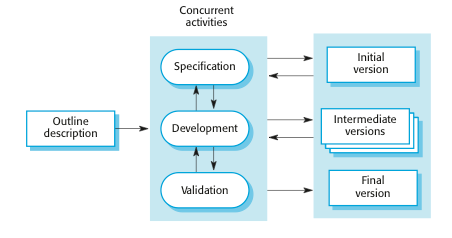 Concurrent
activities
Specification
Initial
version
Outline
description
Development
Intermediate
versions
Validation
Final
version